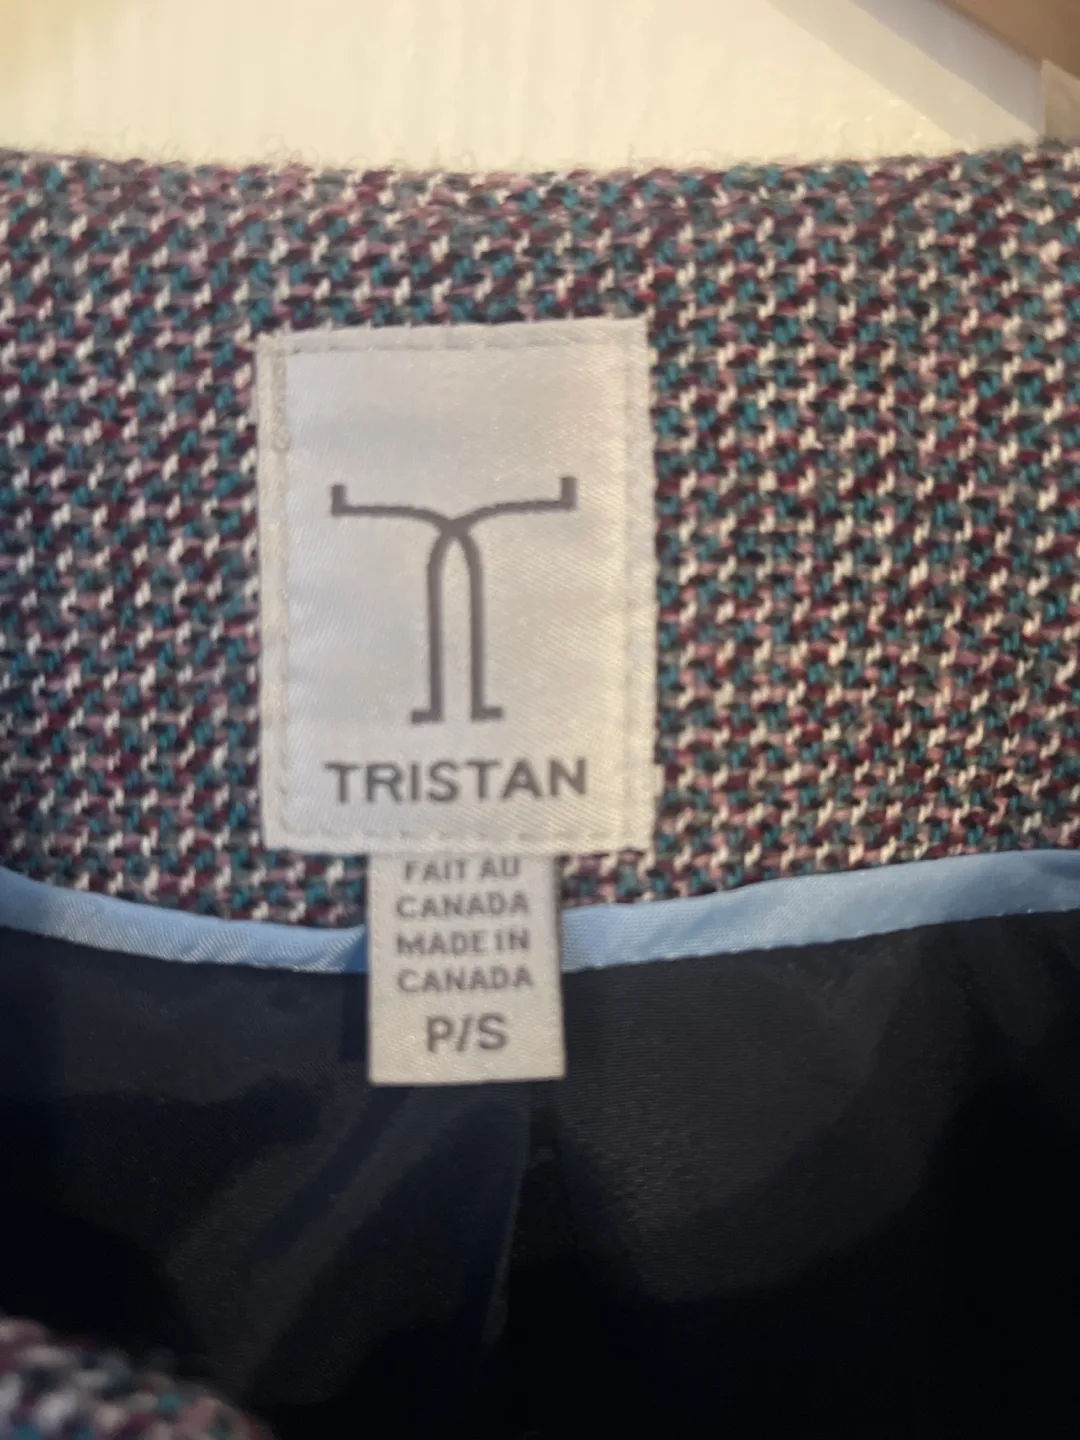 TRISTAN
FAIT AU
CANADA
MADE IN
CANADA
P/S